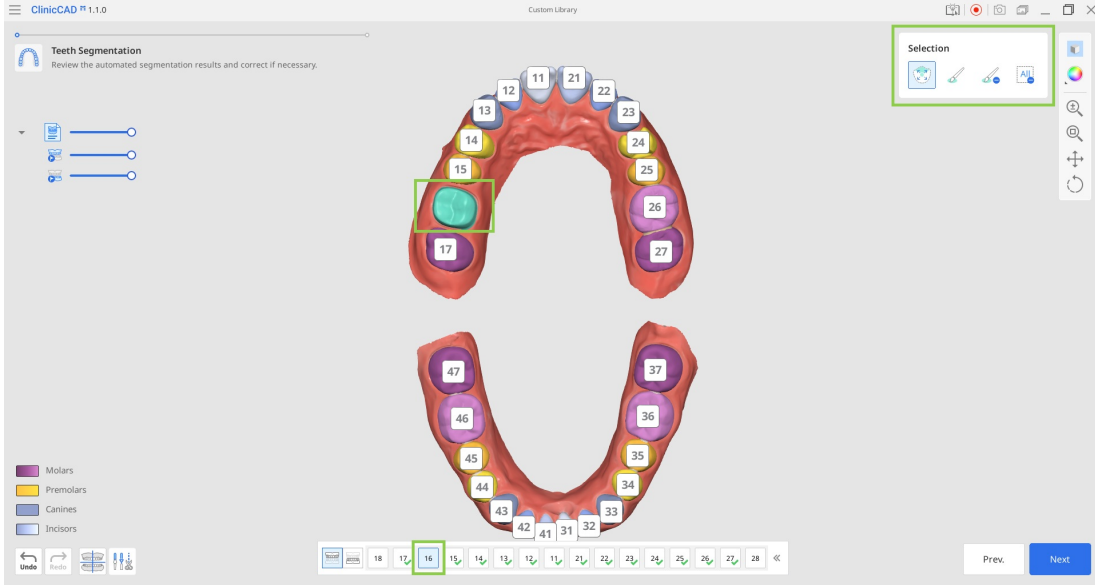 ClinicCAD 1.1.0
Custom Library
Teeth Segmentation
Review the automated segmentation results and correct if necessary.
Selection
All
11
21
12
22
13
23
14
24
15
25
26
17
27
47
37
46
36
45
35
44
34
43
33
42
41
31
32
Molars
Premolars
Canines
Incisors
Undo
Redo
18 17 16 15 14 13 12 11 21 22 23 24 25 26 27 28
Prev.
Next